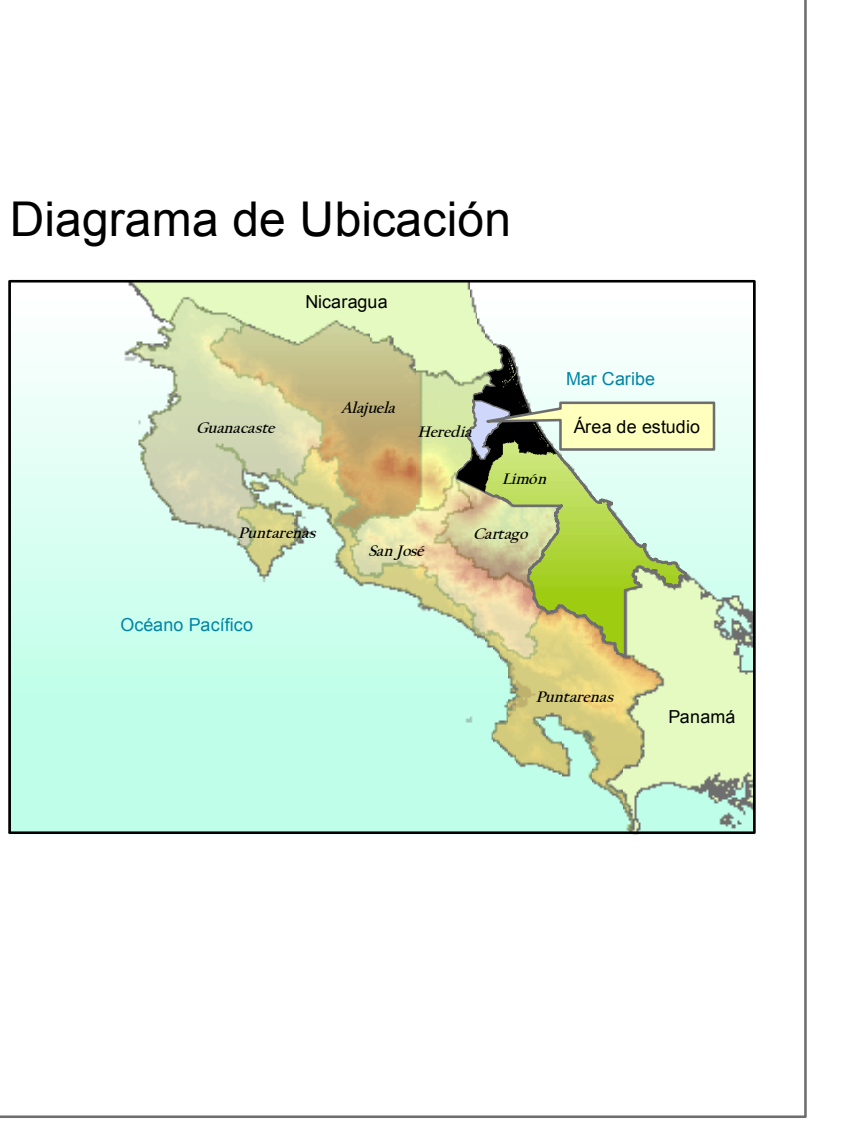 Diagrama de Ubicación
Nicaragua
Mar Caribe
Alajuela
Guanacaste
Heredia
Área de estudio
Limón
Puntarenas
San José
Cartago
Océano Pacífico
Puntarenas
Panamá